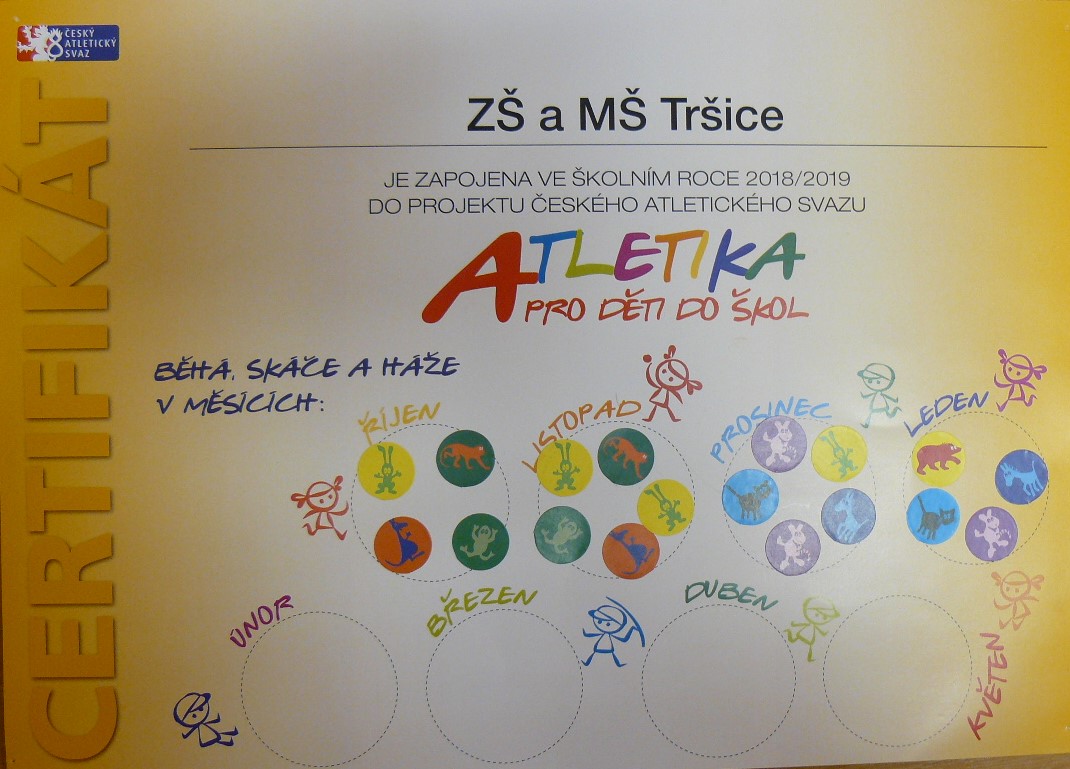 ČESKÝ
ATLETICKÝ
SVAZ
CERTIFIKÁT
ZŠ a MŠ Tršice
JE ZAPOJENA VE ŠKOLNÍM ROCE 2018/2019
DO PROJEKTU ČESKÉHO ATLETICKÉHO SVAZU
ATLETIKA
PRO DĚTI DO ŠKOL
BĚHÁ, SKÁČE A HÁŽE
V MĚSÍCÍCH:
ŘÍJEN
LISTOPAD
PROSINEC
LEDEN
ÚNOR
BŘEZEN
DUBEN
KVĚTEN